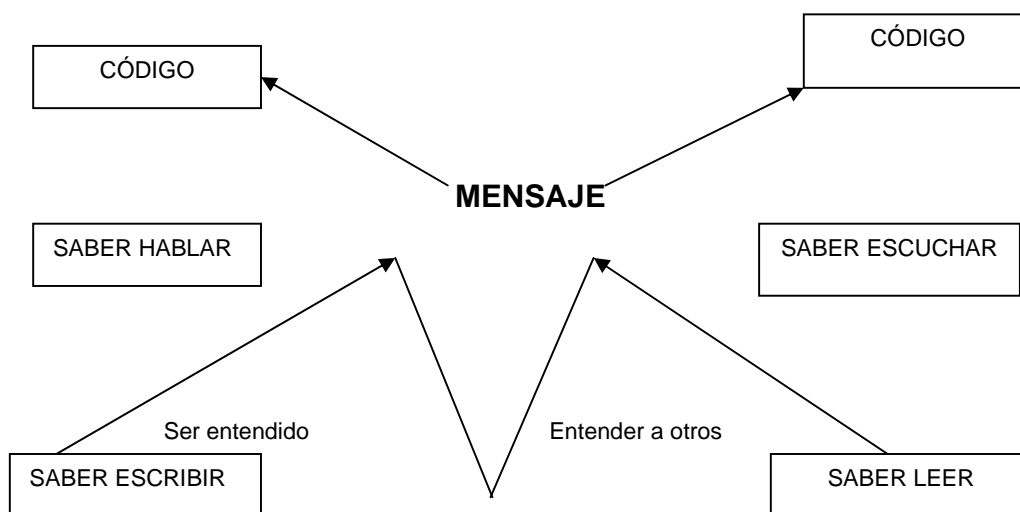 CÓDIGO
CÓDIGO
MENSAJE
SABER HABLAR
SABER ESCUCHAR
Ser entendido
Entender a otros
SABER ESCRIBIR
SABER LEER